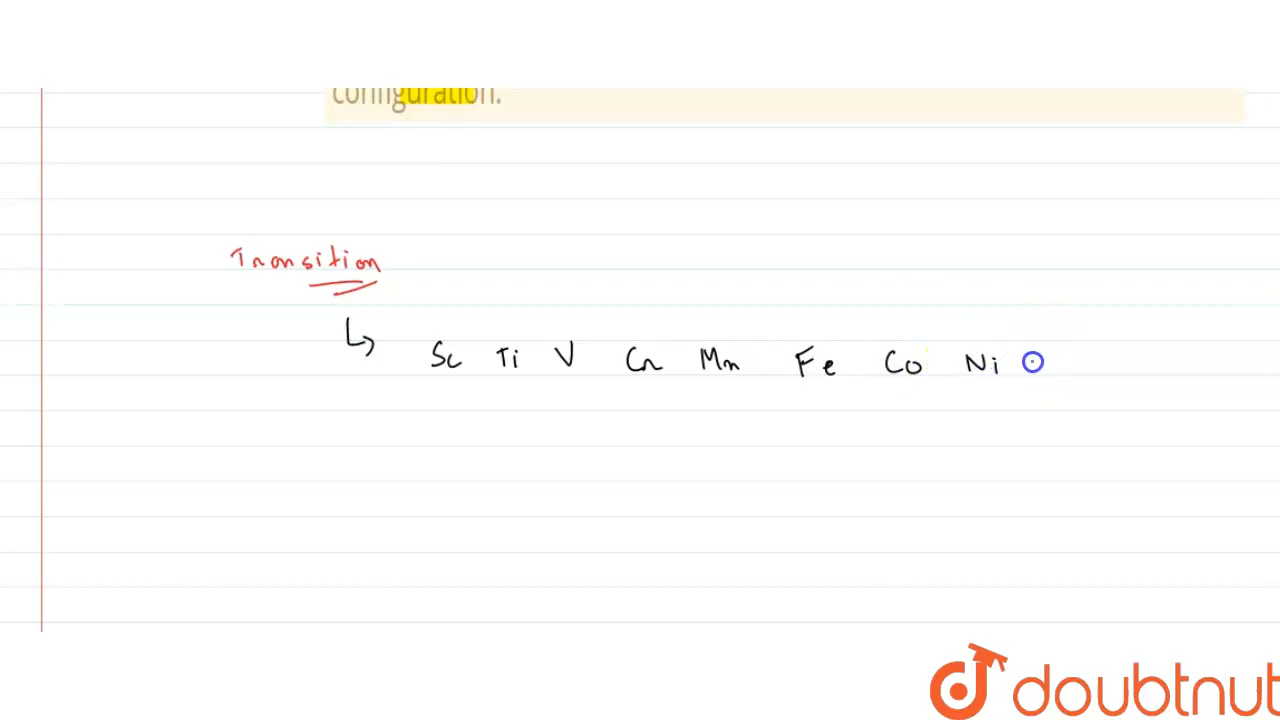 configuration.
Transition
Sc Ti V Cr Mn Fe Co Ni
doubtnut